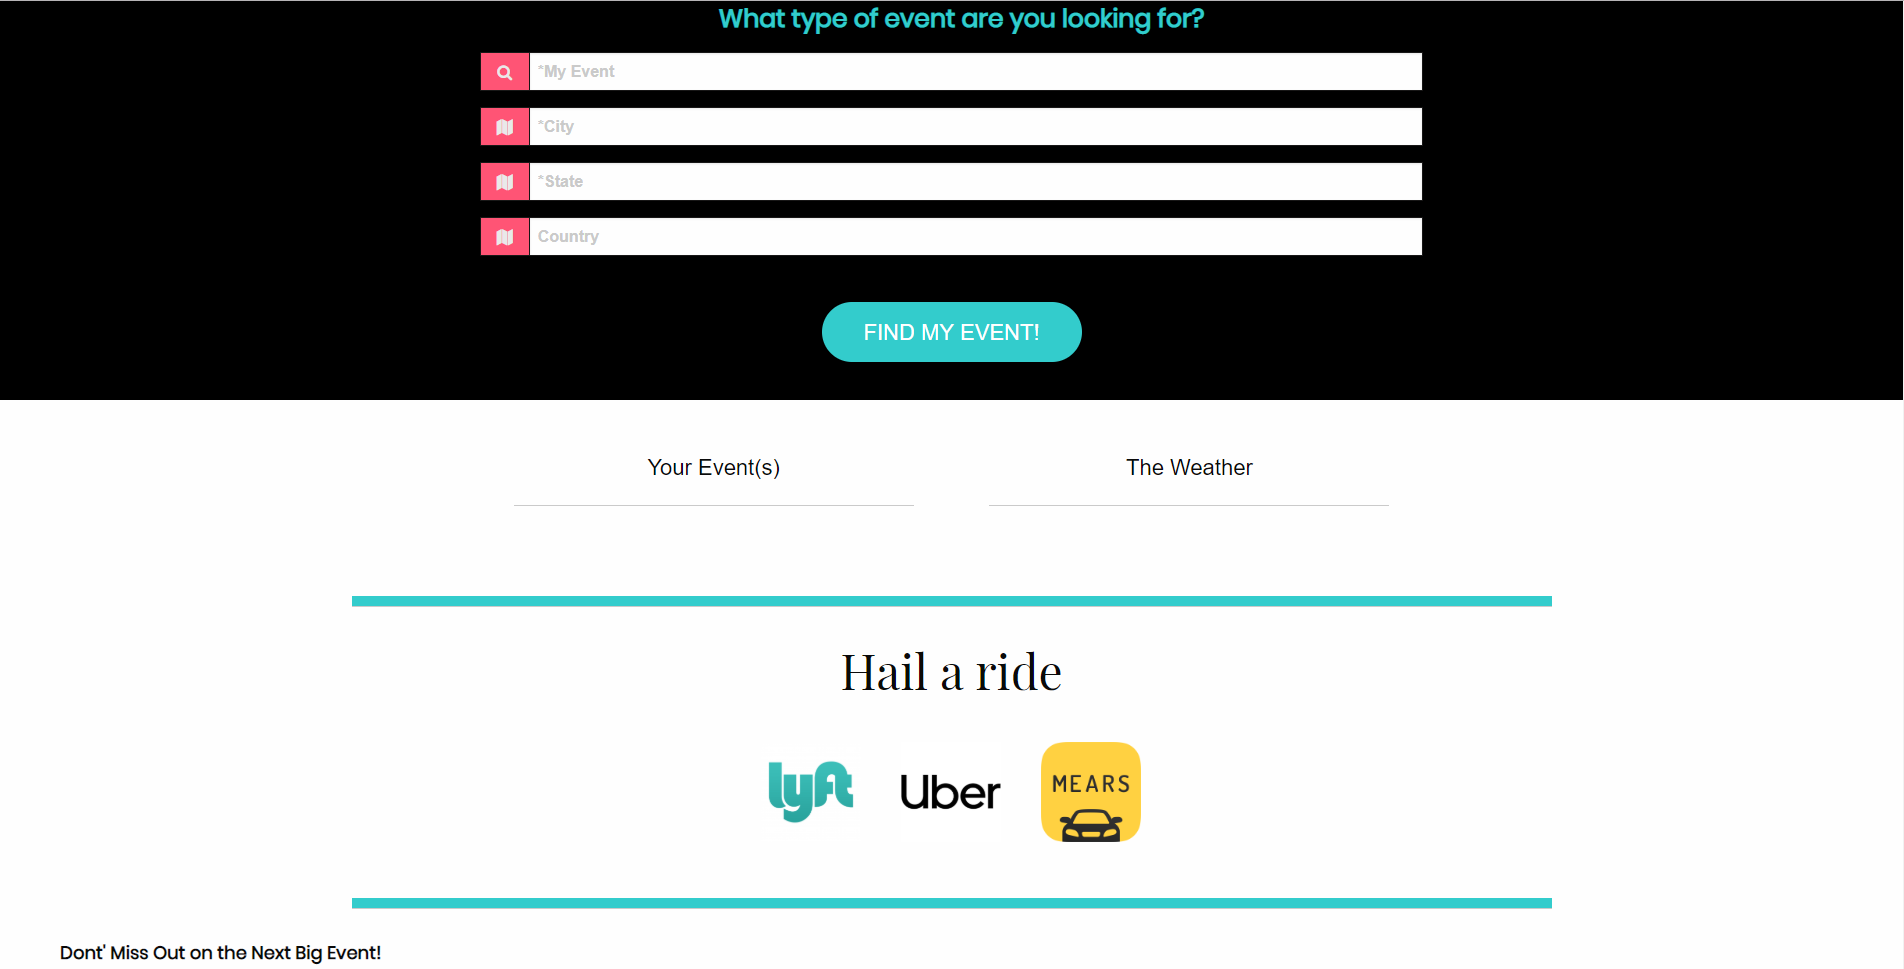 What type of event are you looking for?
*My Event
*City
*State
Country
FIND MY EVENT!
Your Event(s)
The Weather
Hail a ride
lyft
Uber
MEARS
Dont' Miss Out on the Next Big Event!